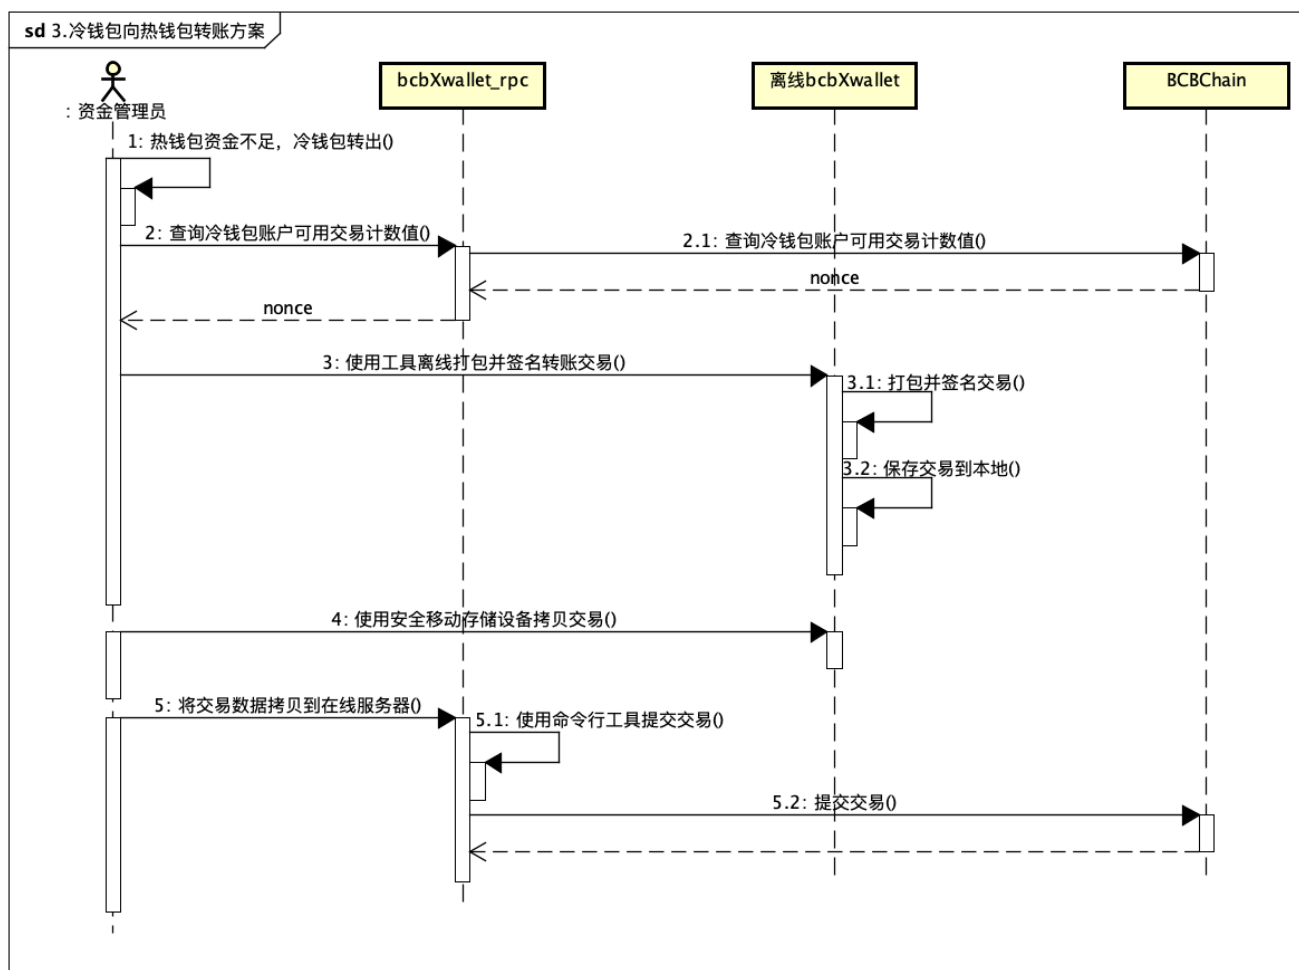 sd 3.冷钱包向热钱包转账方案
bcbXwallet_rpc
离线bcbXwallet
BCBChain
: 资金管理员
1: 热钱包资金不足，冷钱包转出()
2: 查询冷钱包账户可用交易计数值()
2.1: 查询冷钱包账户可用交易计数值()
nonce
nonce
3: 使用工具离线打包并签名转账交易()
3.1: 打包并签名交易()
3.2: 保存交易到本地()
4: 使用安全移动存储设备拷贝交易()
5: 将交易数据拷贝到在线服务器()
5.1: 使用命令行工具提交交易()
5.2: 提交交易()